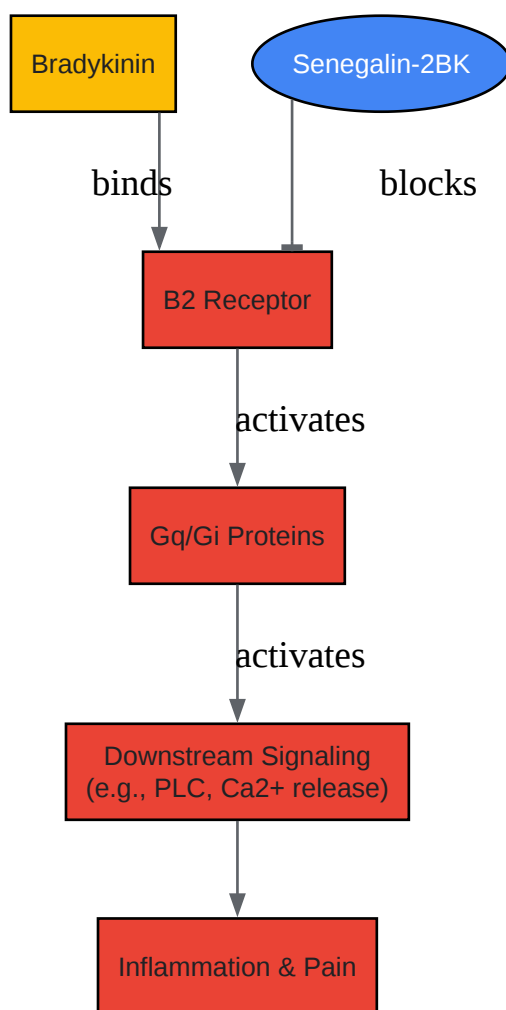 Bradykinin
Senegalin-2BK
binds
blocks
B2 Receptor
activates
Gq/Gi Proteins
activates
Downstream Signaling
(e.g., PLC, Ca2+ release)
Inflammation & Pain